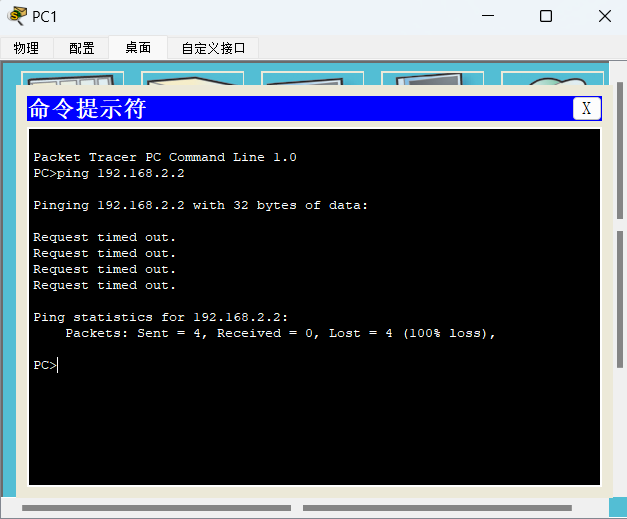 PC1
物理 配置 桌面 自定义接口
命令提示符 X
Packet Tracer PC Command Line 1.0
PC>ping 192.168.2.2
Pinging 192.168.2.2 with 32 bytes of data:
Request timed out.
Request timed out.
Request timed out.
Request timed out.
Ping statistics for 192.168.2.2:
Packets: Sent = 4, Received = 0, Lost = 4 (100% loss),
PC>